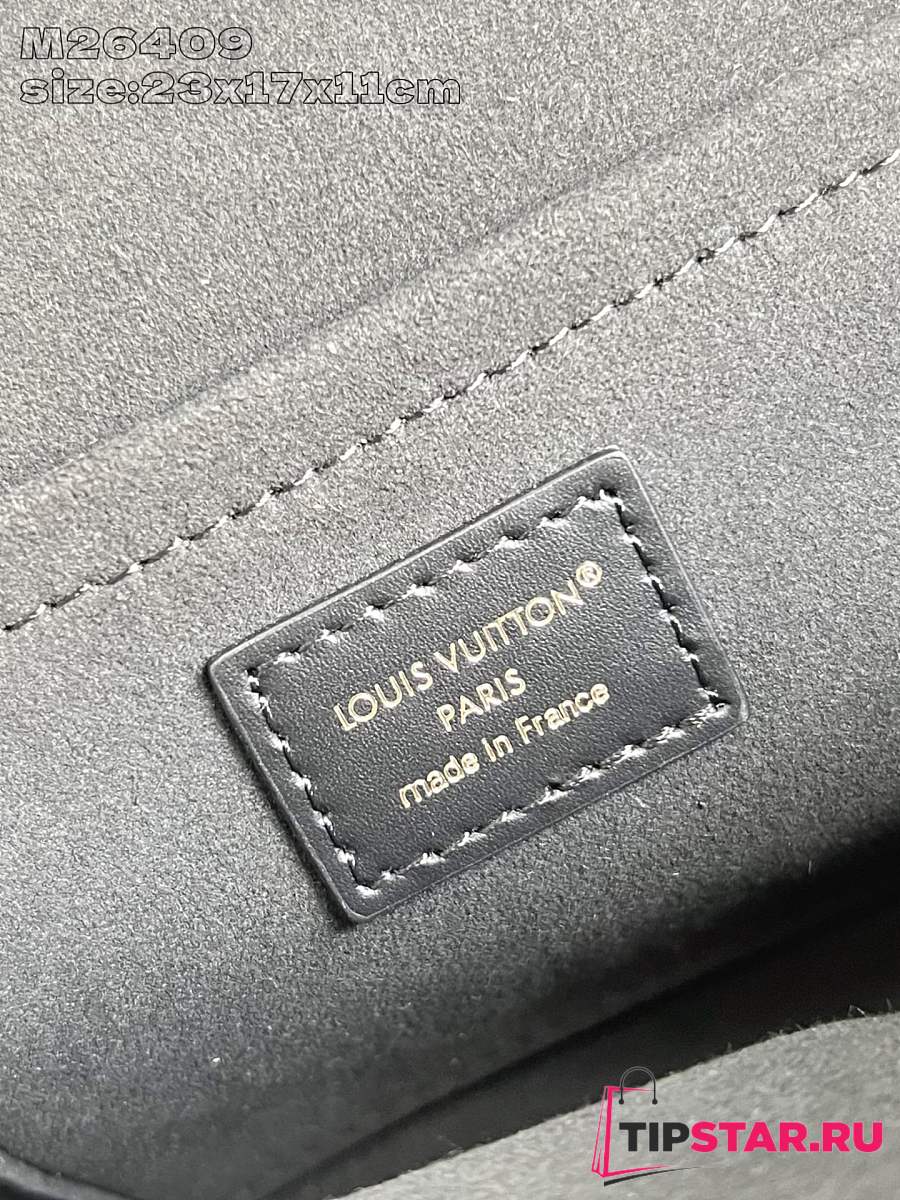 M26409
size:23x17x11cm
LOUIS VUITTON®
PARIS
made in France
TIPSTAR.RU